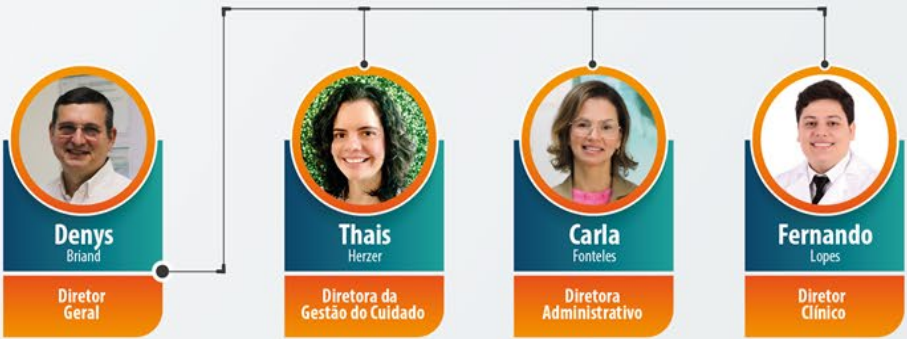 Denys
Briand
Diretor
Geral
Thais
Herzer
Diretora da
Gestão do Cuidado
Carla
Fonteles
Diretora
Administrativo
Fernando
Lopes
Diretor
Clínico